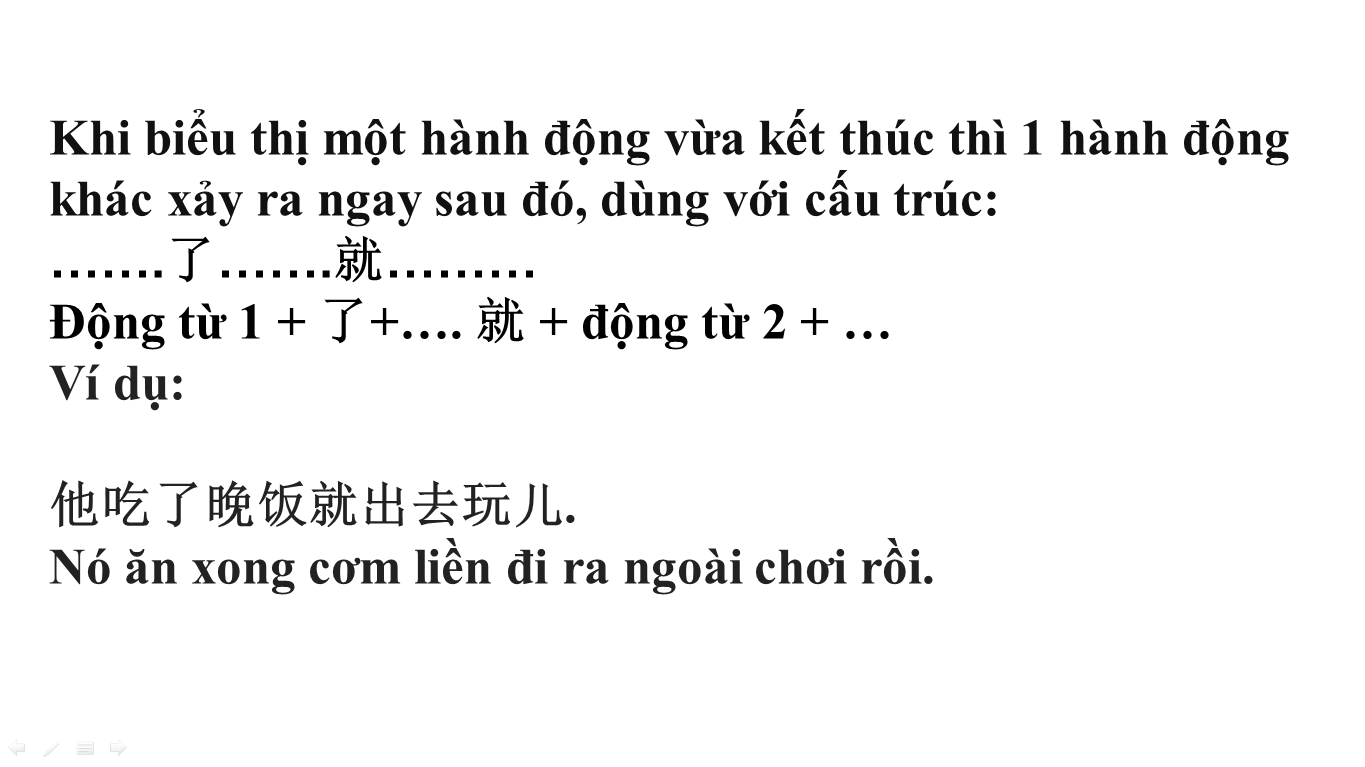 Khi biểu thị một hành động vừa kết thúc thì 1 hành động
khác xảy ra ngay sau đó, dùng với cấu trúc:
…….了…….就………
Động từ 1 + 了+…. 就 + động từ 2 + …
Ví dụ:
他吃了晚饭就出去玩儿.
Nó ăn xong cơm liền đi ra ngoài chơi rồi.